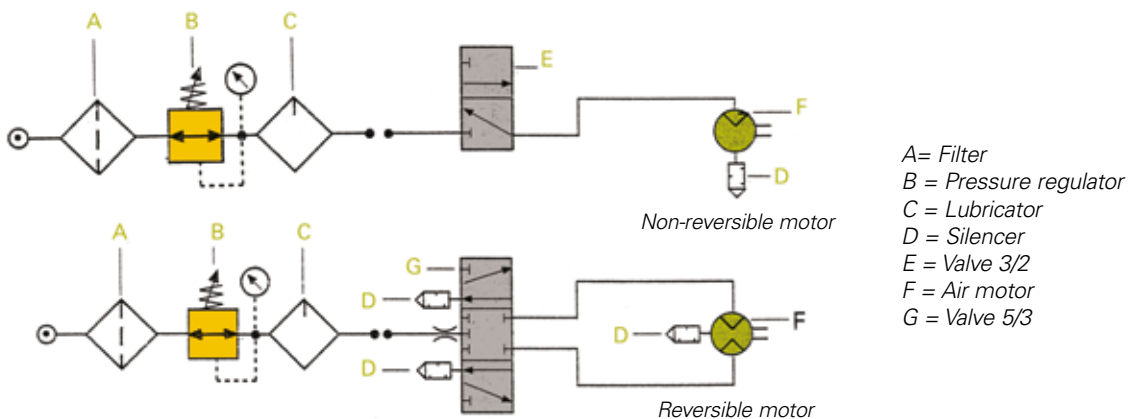 A B C
E
F
D
Non-reversible motor
A B C
G
D
D
D
F
Reversible motor
A= Filter
B = Pressure regulator
C = Lubricator
D = Silencer
E = Valve 3/2
F = Air motor
G = Valve 5/3